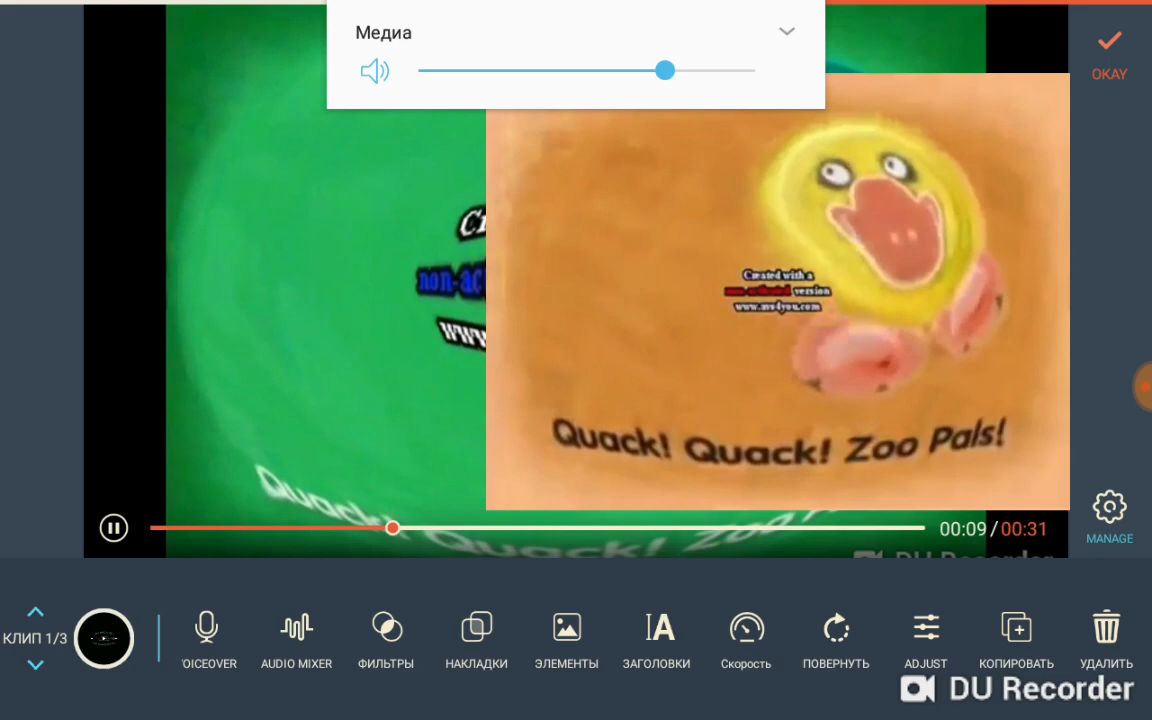 Медиа
OKAY
non-ac
Created with a
non-activated version
www.avs4you.com
Quack! Quack! Zoo Pals!
Quack! Quack! Zoo
00:09/00:31
MANAGE
DU Recorder
КЛИП 1/3
'OICEOVER
AUDIO MIXER
ФИЛЬТРЫ
НАКЛАДКИ
ЭЛЕМЕНТЫ
ЗАГОЛОВКИ
Скорость
ПОВЕРНУТЬ
ADJUST
КОПИРОВАТЬ
УДАЛИТЬ
DU Recorder